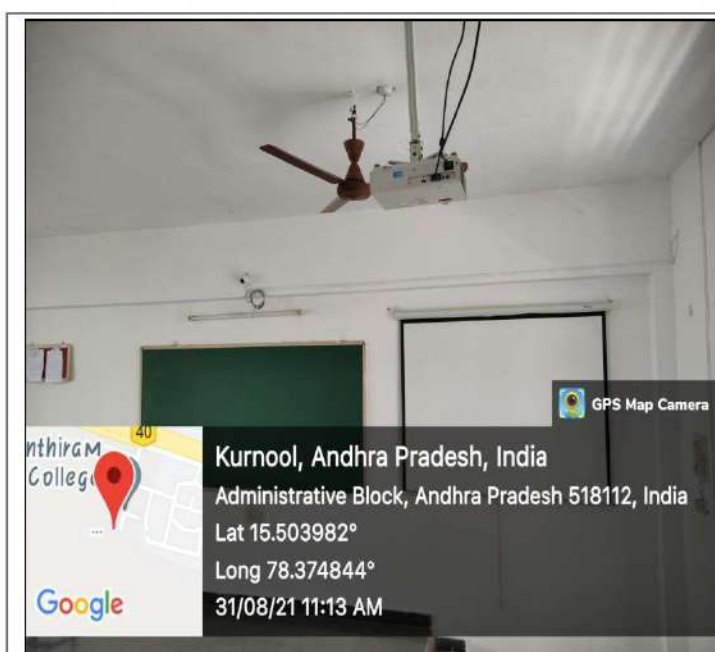 GPS Map Camera
40
nthiram
College
Kurnool, Andhra Pradesh, India
Administrative Block, Andhra Pradesh 518112, India
Lat 15.503982°
Long 78.374844°
31/08/21 11:13 AM
Google